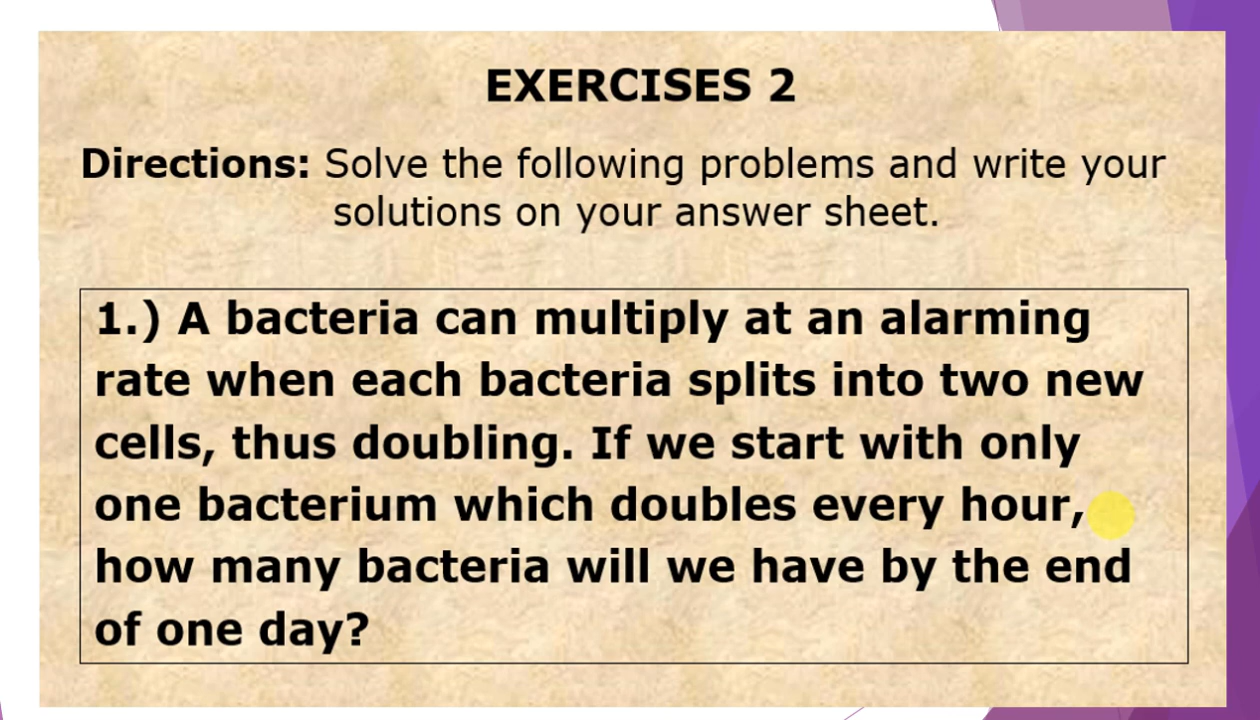 EXERCISES 2
Directions: Solve the following problems and write your
solutions on your answer sheet.
1.) A bacteria can multiply at an alarming
rate when each bacteria splits into two new
cells, thus doubling. If we start with only
one bacterium which doubles every hour,
how many bacteria will we have by the end
of one day?